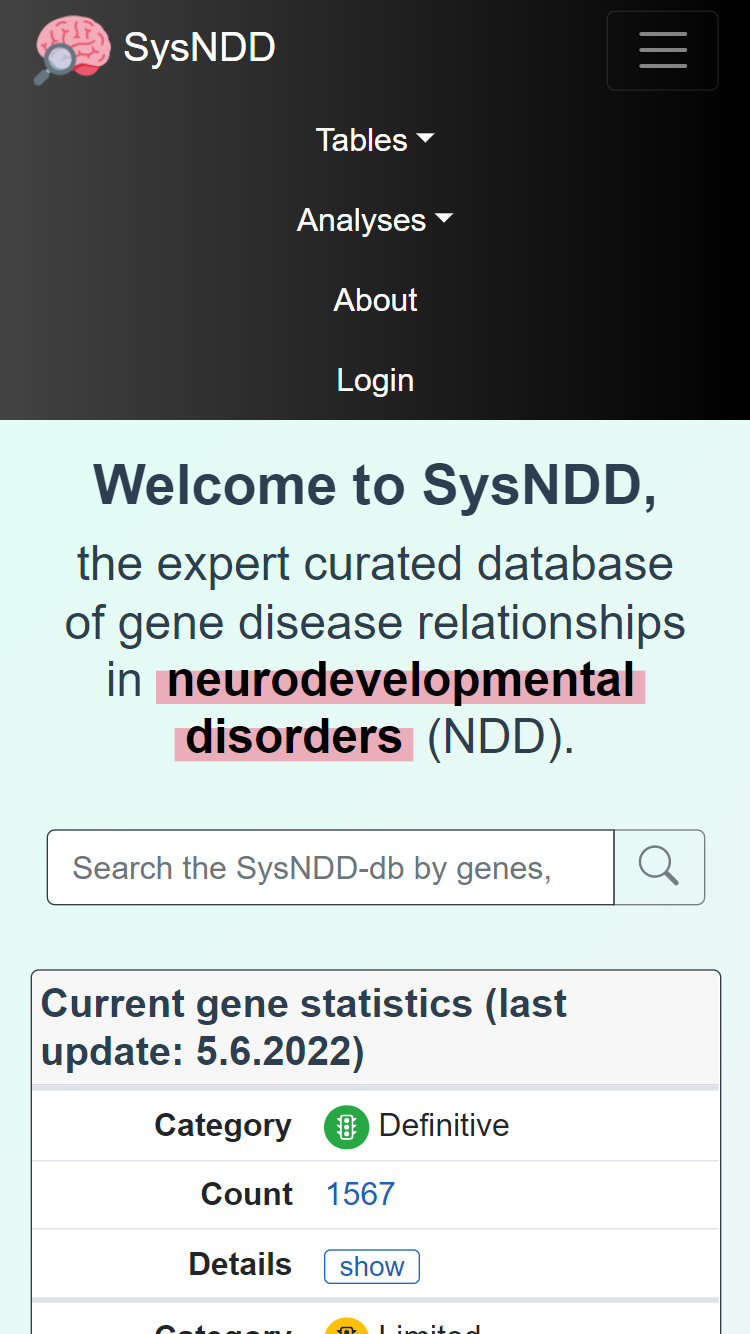 SysNDD
Tables
Analyses
About
Login
Welcome to SysNDD,
the expert curated database
of gene disease relationships
in neurodevelopmental
disorders (NDD).
Search the SysNDD-db by genes,
Current gene statistics (last
update: 5.6.2022)
Category Definitive
Count 1567
Details show
Category Limited